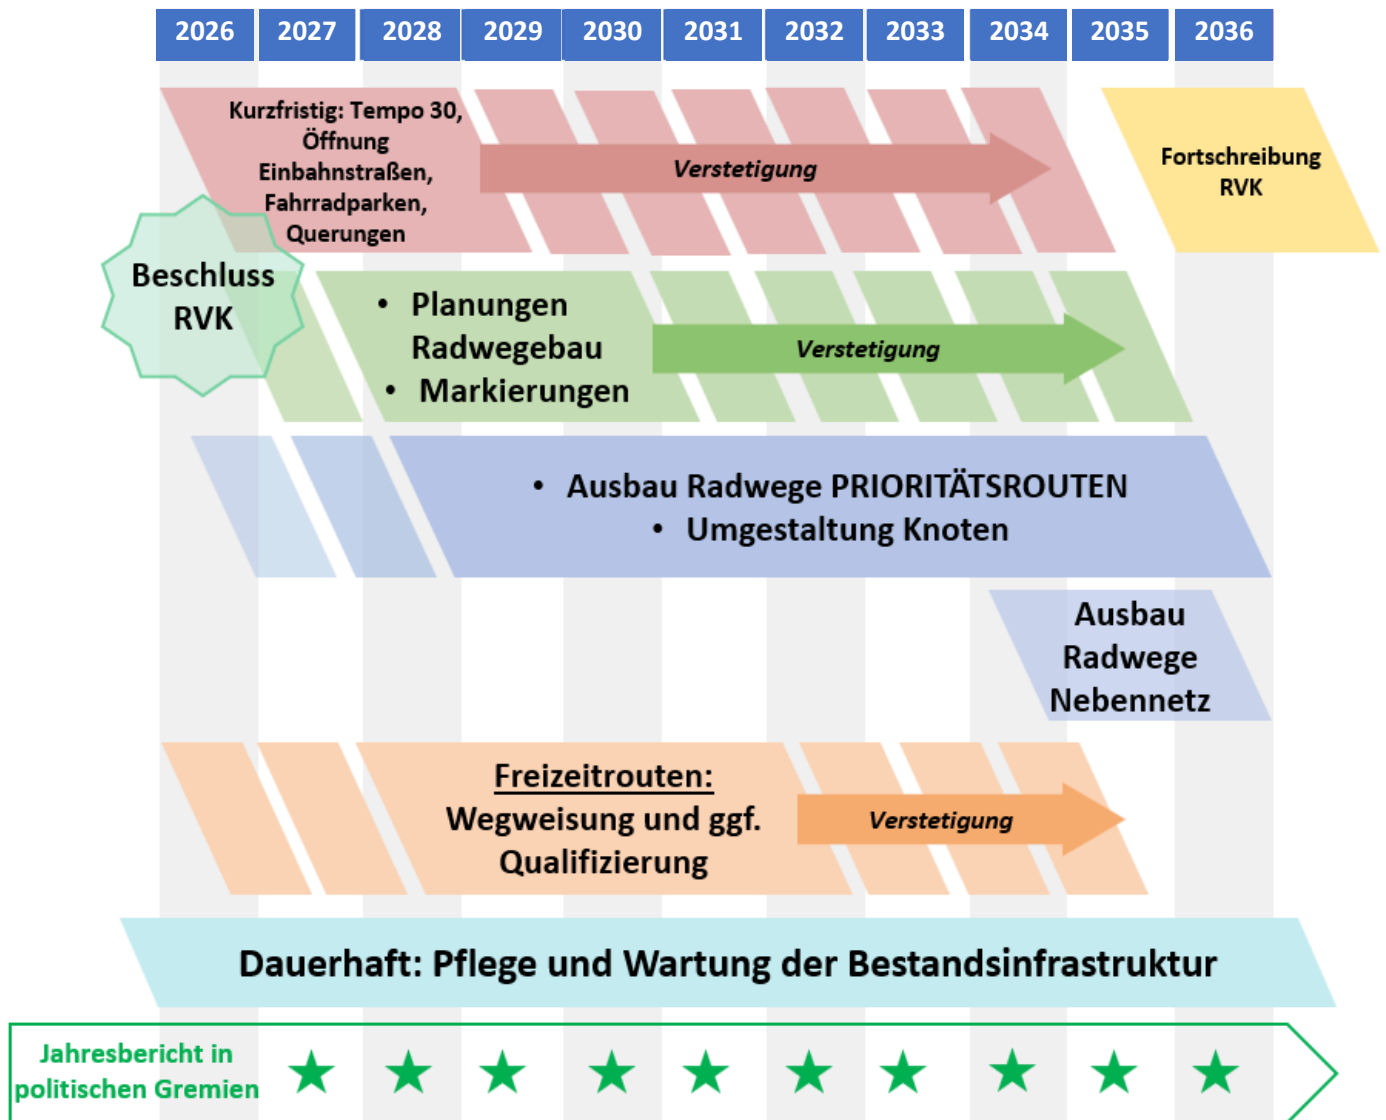 2026 2027 2028 2029 2030 2031 2032 2033 2034 2035 2036
Kurzfristig: Tempo 30,
Öffnung
Einbahnstraßen,
Fahrradparken,
Querungen
Verstetigung
Fortschreibung
RVK
Beschluss
RVK
• Planungen
Radwegebau
• Markierungen
Verstetigung
• Ausbau Radwege PRIORITÄTSROUTEN
• Umgestaltung Knoten
Ausbau
Radwege
Nebennetz
Freizeitrouten:
Wegweisung und ggf.
Qualifizierung
Verstetigung
Dauerhaft: Pflege und Wartung der Bestandsinfrastruktur
Jahresbericht in
politischen Gremien